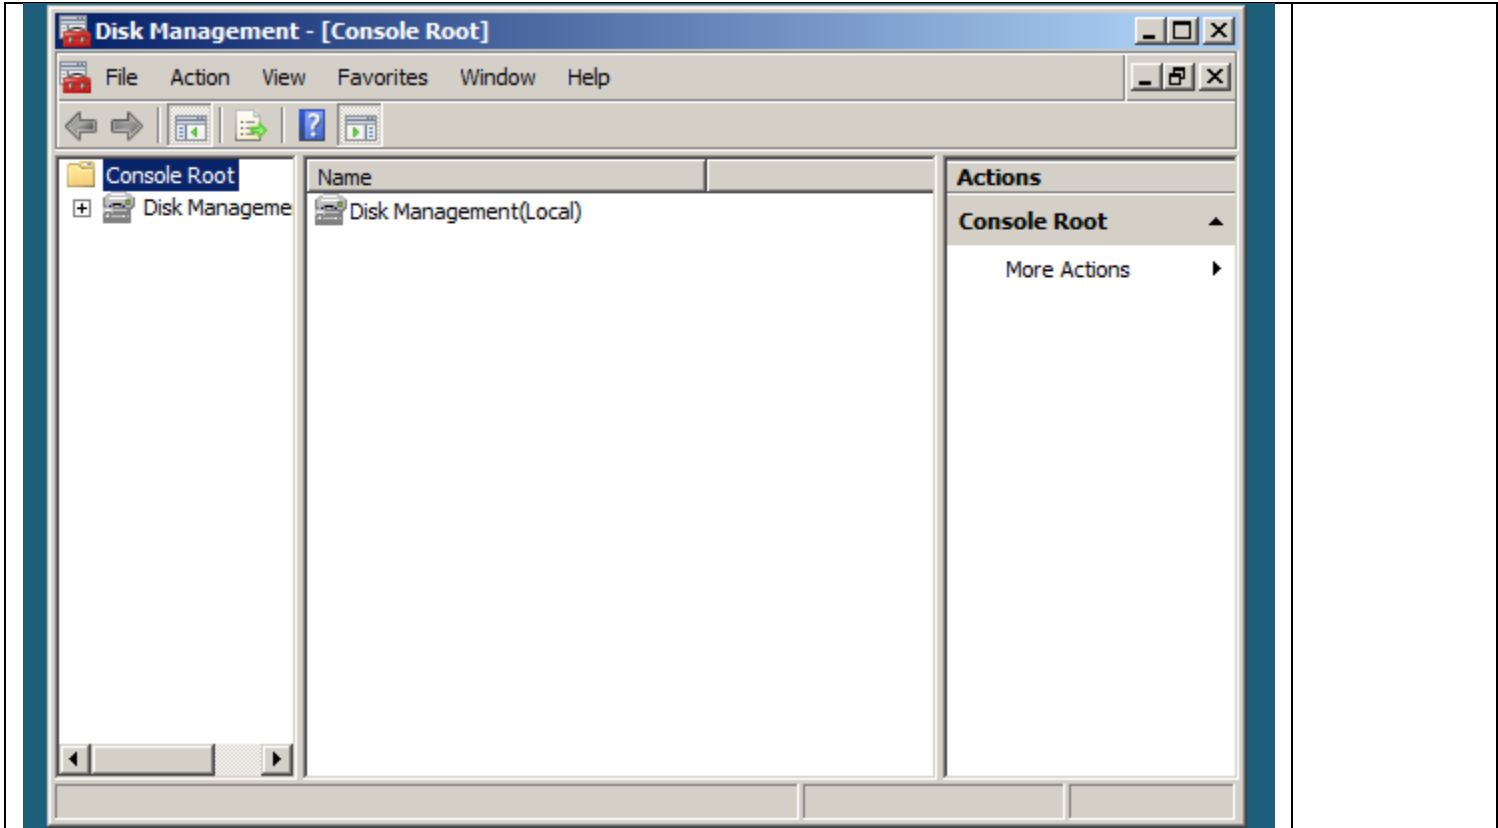 Disk Management - [Console Root]
File Action View Favorites Window Help
Console Root
Disk Manageme
Name
Disk Management(Local)
Actions
Console Root
More Actions